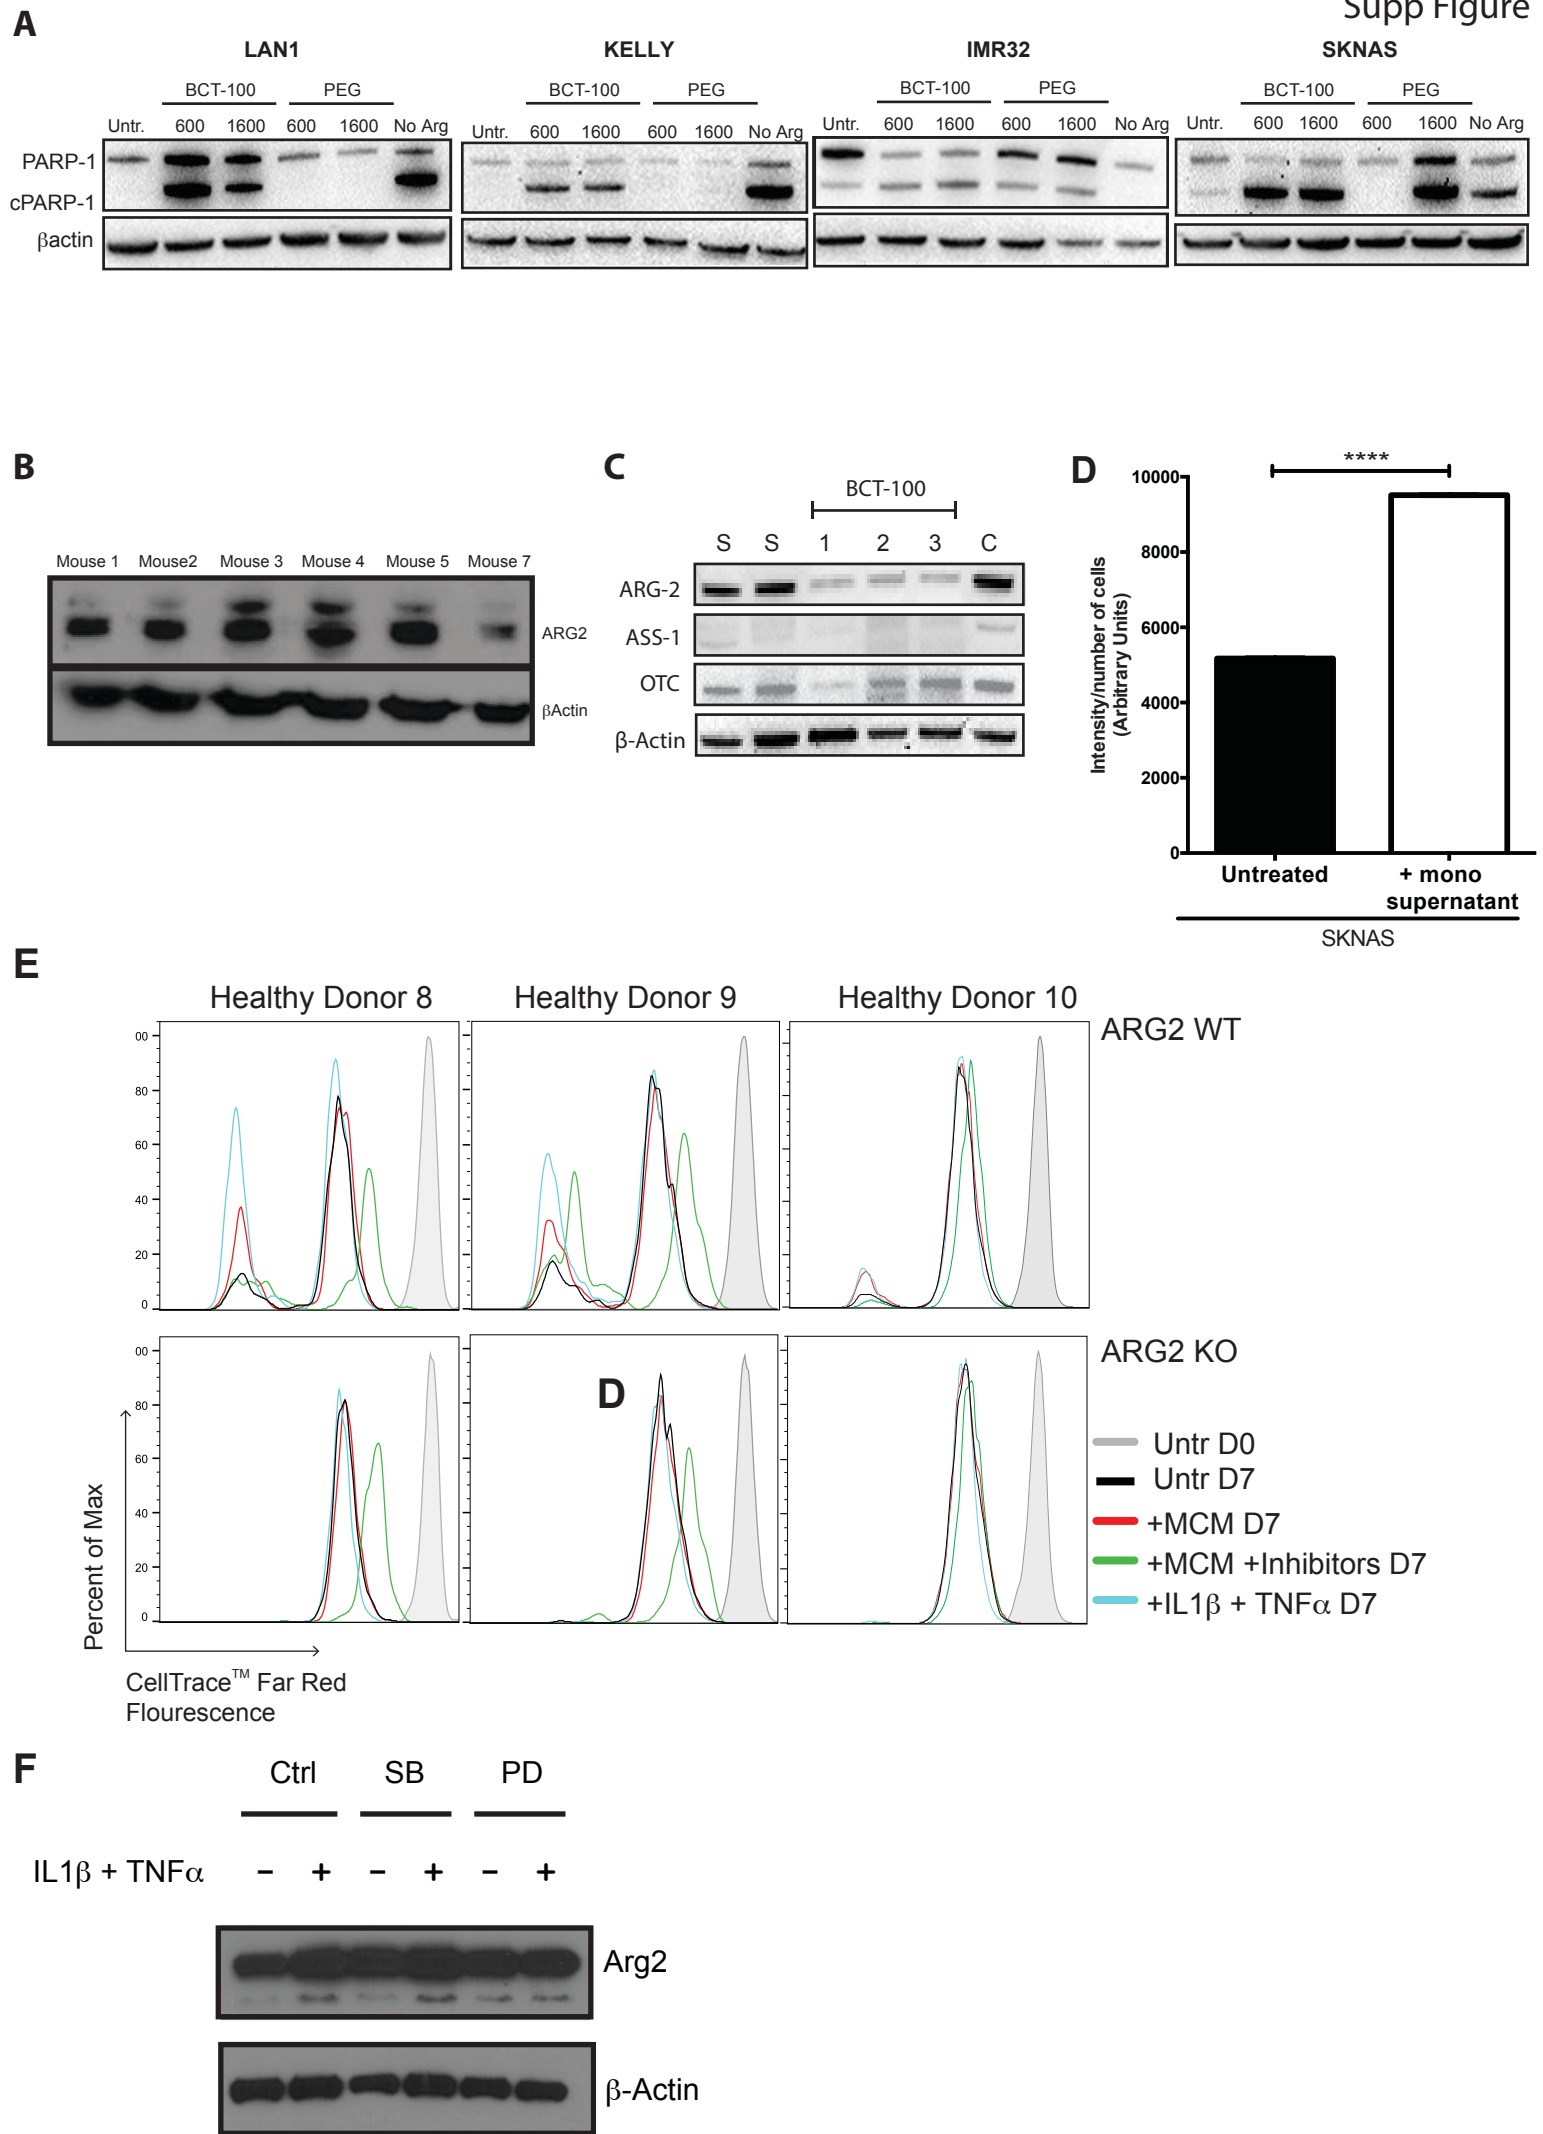 Supp Figure
A
LAN1 KELLY IMR32 SKNAS
BCT-100 PEG BCT-100 PEG BCT-100 PEG BCT-100 PEG
Untr. 600 1600 600 1600 No Arg Untr. 600 1600 600 1600 No Arg Untr. 600 1600 600 1600 No Arg Untr. 600 1600 600 1600 No Arg
PARP-1
cPARP-1
βactin
B
Mouse 1 Mouse2 Mouse 3 Mouse 4 Mouse 5 Mouse 7
ARG2
βActin
C
BCT-100
S S 1 2 3 C
ARG-2
ASS-1
OTC
β-Actin
D
****
Intensity/number of cells
(Arbitrary Units)
10000
8000
6000
4000
2000
0
Untreated + mono
supernatant
SKNAS
E
Healthy Donor 8 Healthy Donor 9 Healthy Donor 10
ARG2 WT
00
80
60
40
20
0
ARG2 KO
D
00
80
60
40
20
0
Percent of Max
CellTrace™ Far Red
Flourescence
Untr D0
Untr D7
+MCM D7
+MCM +Inhibitors D7
+IL1β + TNFα D7
F
Ctrl SB PD
IL1β + TNFα - + - + - +
Arg2
β-Actin